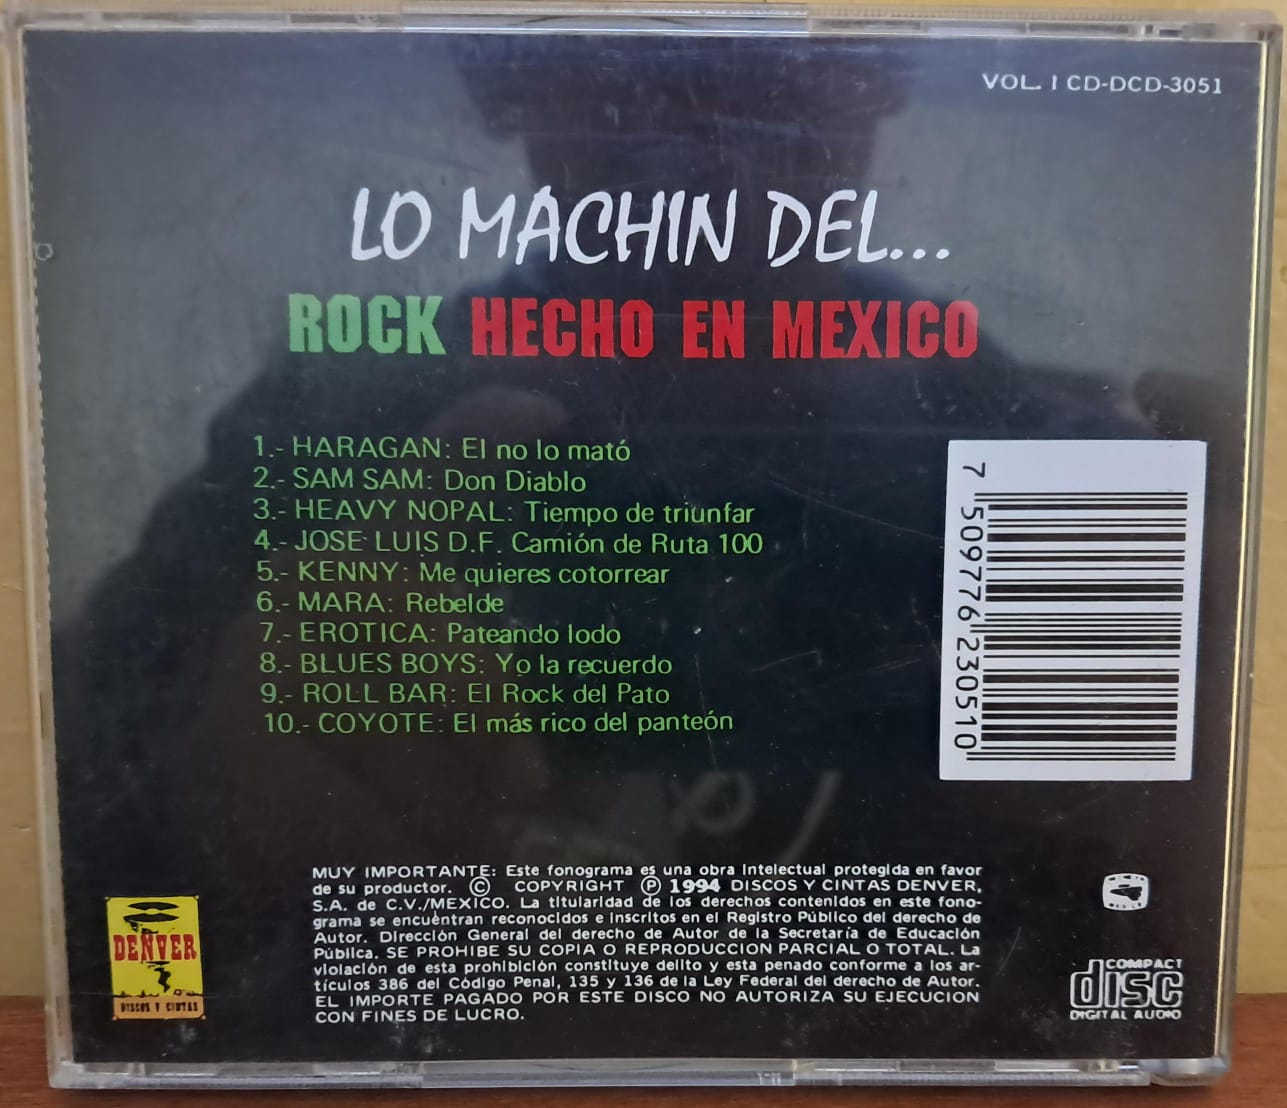 VOL. I CD-DCD-3051
LO MACHIN DEL...
ROCK HECHO EN MEXICO
1.- HARAGAN: El no lo mató
2.- SAM SAM: Don Diablo
3.- HEAVY NOPAL: Tiempo de triunfar
4.- JOSE LUIS D.F. Camión de Ruta 100
5.- KENNY: Me quieres cotorrear
6.- MARA: Rebelde
7.- EROTICA: Pateando lodo
8.- BLUES BOYS: Yo la recuerdo
9.- ROLL BAR: El Rock del Pato
10.- COYOTE: El más rico del panteón
7 509776 230510
MUY IMPORTANTE: Este fonograma es una obra intelectual protegida en favor
de su productor. © COPYRIGHT ℗ 1994 DISCOS Y CINTAS DENVER,
S.A. de C.V./MEXICO. La titularidad de los derechos contenidos en este fono-
grama se encuentran reconocidos e inscritos en el Registro Público del derecho de
Autor. Dirección General del derecho de Autor de la Secretaría de Educación
Pública. SE PROHIBE SU COPIA O REPRODUCCION PARCIAL O TOTAL. La
violación de esta prohibición constituye delito y esta penado conforme a los ar-
tículos 386 del Código Penal, 135 y 136 de la Ley Federal del derecho de Autor.
EL IMPORTE PAGADO POR ESTE DISCO NO AUTORIZA SU EJECUCION
CON FINES DE LUCRO.
DENVER
DISCOS Y CINTAS
COMPACT
disc
DIGITAL AUDIO